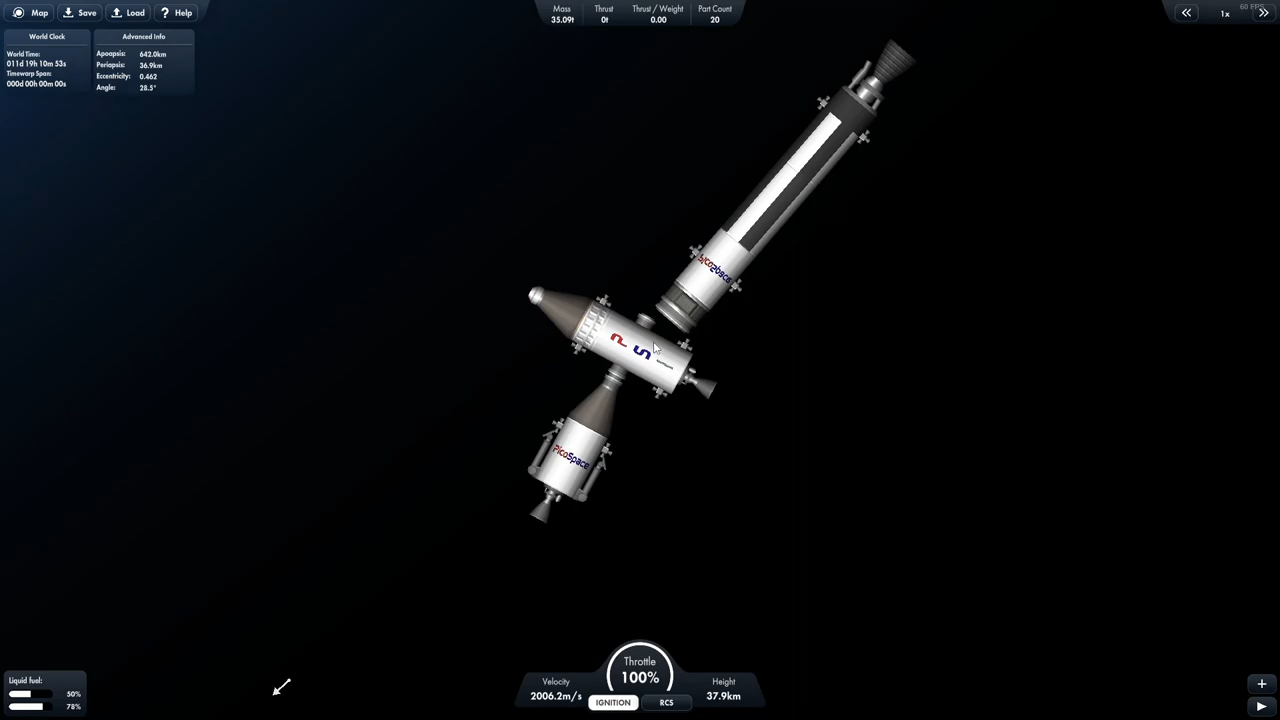 Map Save Load Help
Mass Thrust Thrust / Weight Part Count
35.09t 0t 0.00 20
1x
60 FPS
World Clock
World Time:
011d 19h 10m 53s
Timewarp Span:
000d 00h 00m 00s
Advanced Info
Apoapsis: 642.0km
Periapsis: 36.9km
Eccentricity: 0.462
Angle: 28.5°
PicoSpace
PicoSpace
Liquid fuel:
50%
78%
Throttle
100%
Velocity
2006.2m/s
Height
37.9km
IGNITION RCS